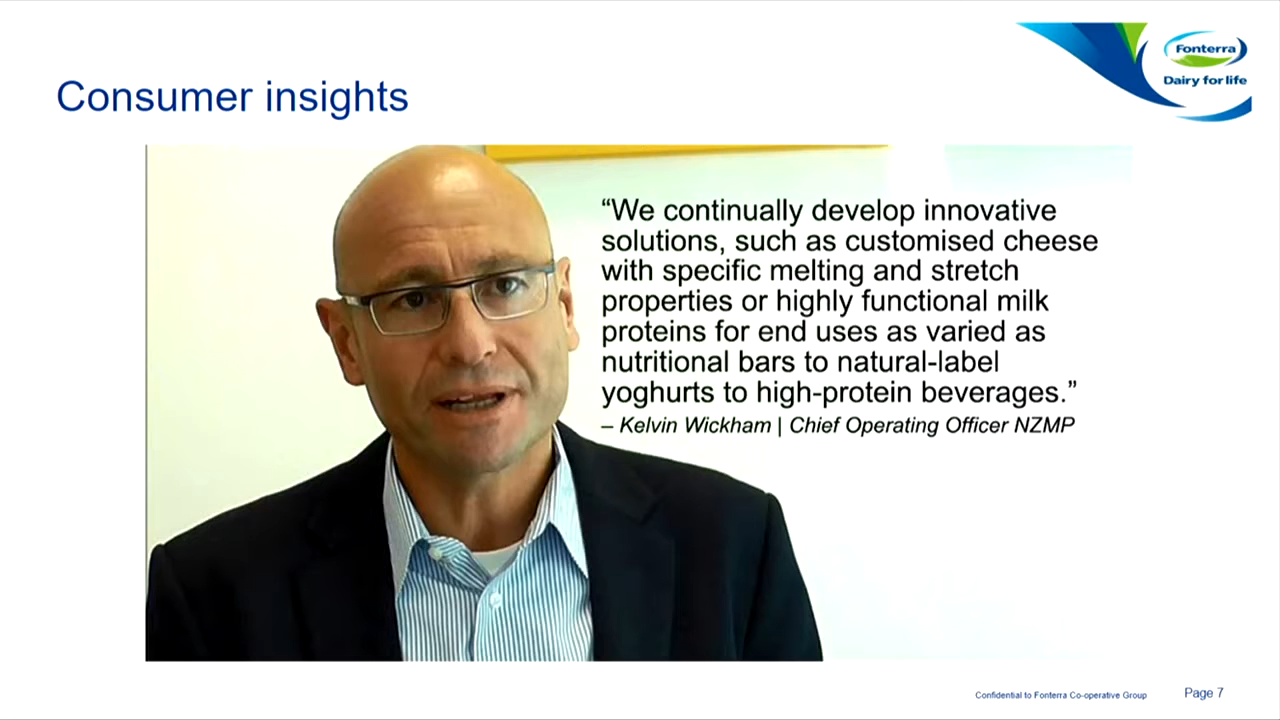 Fonterra
Dairy for life
Consumer insights
“We continually develop innovative
solutions, such as customised cheese
with specific melting and stretch
properties or highly functional milk
proteins for end uses as varied as
nutritional bars to natural-label
yoghurts to high-protein beverages.”
– Kelvin Wickham | Chief Operating Officer NZMP
Confidential to Fonterra Co-operative Group
Page 7